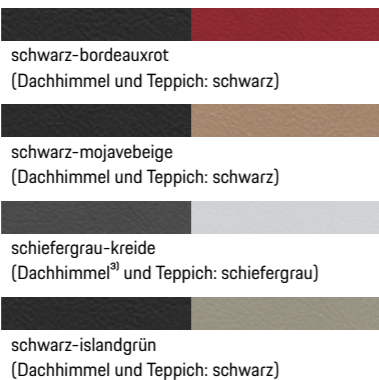 schwarz-bordeauxrot
(Dachhimmel und Teppich: schwarz)
schwarz-mojavebeige
(Dachhimmel und Teppich: schwarz)
schiefergrau-kreide
(Dachhimmel³⁾ und Teppich: schiefergrau)
schwarz-islandgrün
(Dachhimmel und Teppich: schwarz)